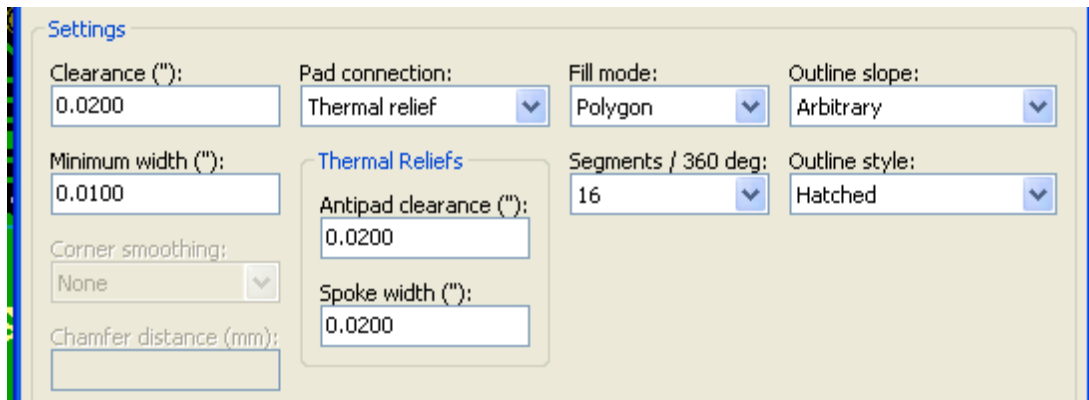 Settings
Clearance ("):
0.0200
Pad connection:
Thermal relief
Fill mode:
Polygon
Outline slope:
Arbitrary
Minimum width ("):
0.0100
Thermal Reliefs
Segments / 360 deg:
16
Outline style:
Hatched
Antipad clearance ("):
0.0200
Corner smoothing:
None
Spoke width ("):
0.0200
Chamfer distance (mm):